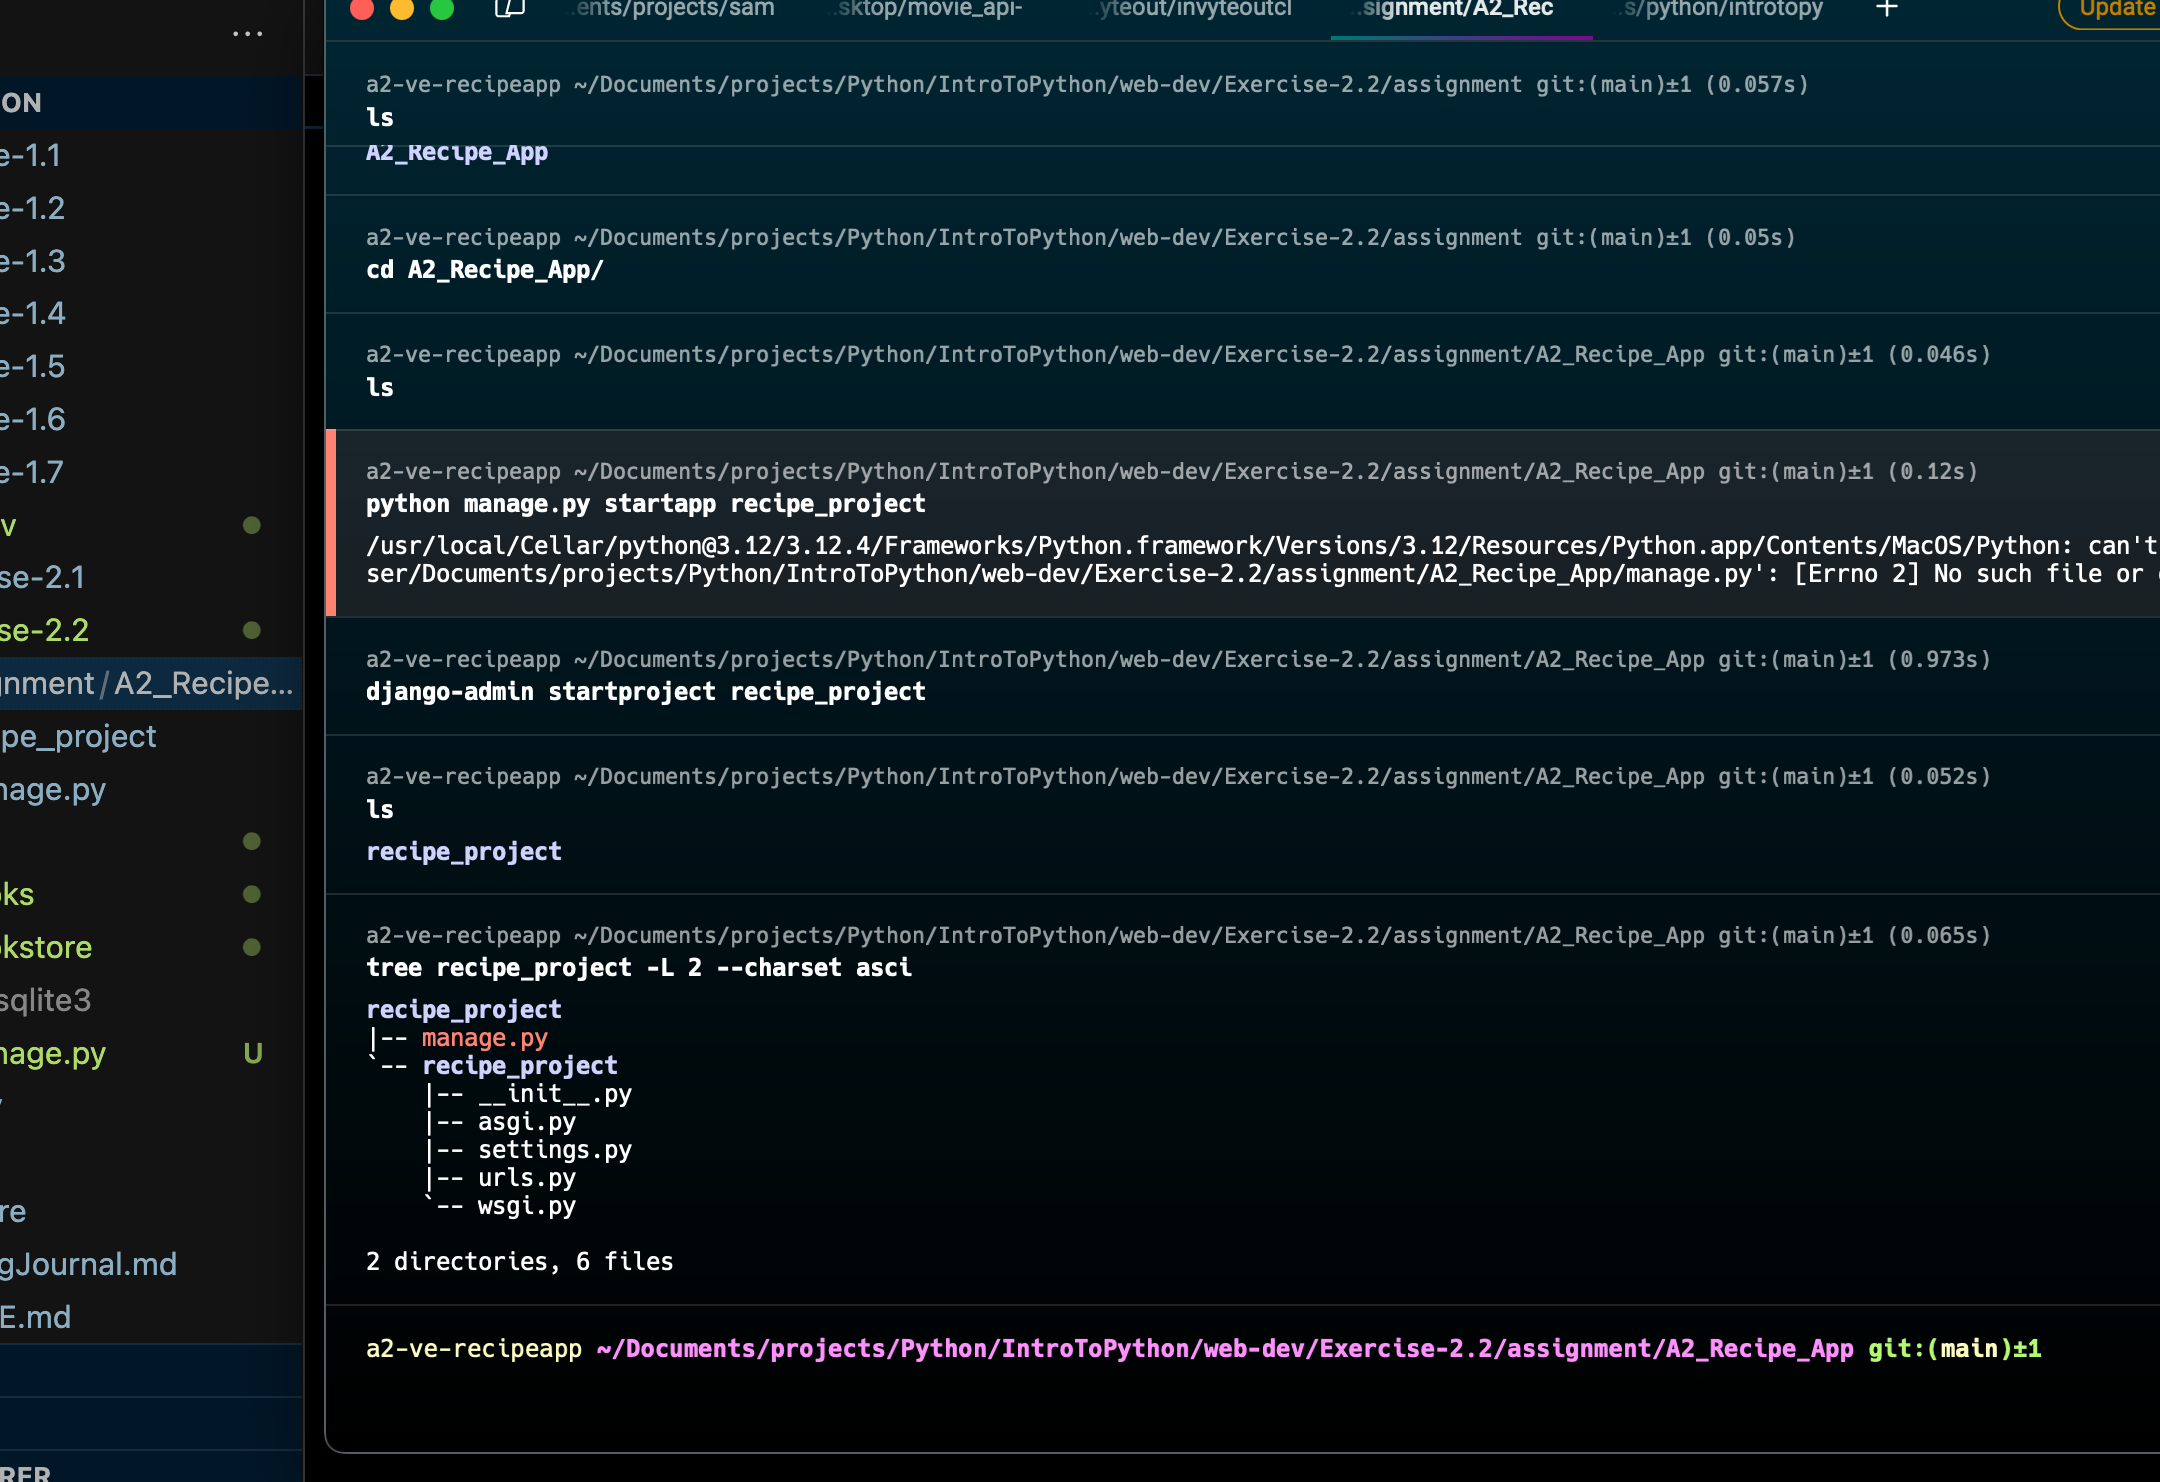 ...
ON
e-1.1
e-1.2
e-1.3
e-1.4
e-1.5
e-1.6
e-1.7
v
se-2.1
se-2.2
gnment/A2_Recipe...
pe_project
nage.py
oks
okstore
sqlite3
nage.py U
re
gJournal.md
E.md
RER
..ents/projects/sam ..sktop/movie_api- ..yteout/invyteoutcl ..signment/A2_Rec ..s/python/introtopy + Update
a2-ve-recipeapp ~/Documents/projects/Python/IntroToPython/web-dev/Exercise-2.2/assignment git:(main)±1 (0.057s)
ls
A2_Recipe_App
a2-ve-recipeapp ~/Documents/projects/Python/IntroToPython/web-dev/Exercise-2.2/assignment git:(main)±1 (0.05s)
cd A2_Recipe_App/
a2-ve-recipeapp ~/Documents/projects/Python/IntroToPython/web-dev/Exercise-2.2/assignment/A2_Recipe_App git:(main)±1 (0.046s)
ls
a2-ve-recipeapp ~/Documents/projects/Python/IntroToPython/web-dev/Exercise-2.2/assignment/A2_Recipe_App git:(main)±1 (0.12s)
python manage.py startapp recipe_project
/usr/local/Cellar/python@3.12/3.12.4/Frameworks/Python.framework/Versions/3.12/Resources/Python.app/Contents/MacOS/Python: can't
ser/Documents/projects/Python/IntroToPython/web-dev/Exercise-2.2/assignment/A2_Recipe_App/manage.py': [Errno 2] No such file or
a2-ve-recipeapp ~/Documents/projects/Python/IntroToPython/web-dev/Exercise-2.2/assignment/A2_Recipe_App git:(main)±1 (0.973s)
django-admin startproject recipe_project
a2-ve-recipeapp ~/Documents/projects/Python/IntroToPython/web-dev/Exercise-2.2/assignment/A2_Recipe_App git:(main)±1 (0.052s)
ls
recipe_project
a2-ve-recipeapp ~/Documents/projects/Python/IntroToPython/web-dev/Exercise-2.2/assignment/A2_Recipe_App git:(main)±1 (0.065s)
tree recipe_project -L 2 --charset asci
recipe_project
|-- manage.py
`-- recipe_project
    |-- __init__.py
    |-- asgi.py
    |-- settings.py
    |-- urls.py
    `-- wsgi.py
2 directories, 6 files
a2-ve-recipeapp ~/Documents/projects/Python/IntroToPython/web-dev/Exercise-2.2/assignment/A2_Recipe_App git:(main)±1